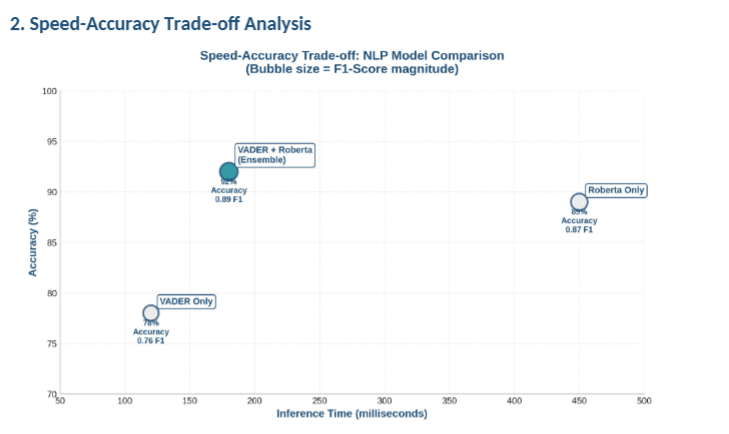 2. Speed-Accuracy Trade-off Analysis
Speed-Accuracy Trade-off: NLP Model Comparison
(Bubble size = F1-Score magnitude)
Accuracy (%)
100
95
90
85
80
75
70
VADER + Roberta
(Ensemble)
92%
Accuracy
0.89 F1
Roberta Only
89%
Accuracy
0.87 F1
VADER Only
78%
Accuracy
0.76 F1
50 100 150 200 250 300 350 400 450 500
Inference Time (milliseconds)